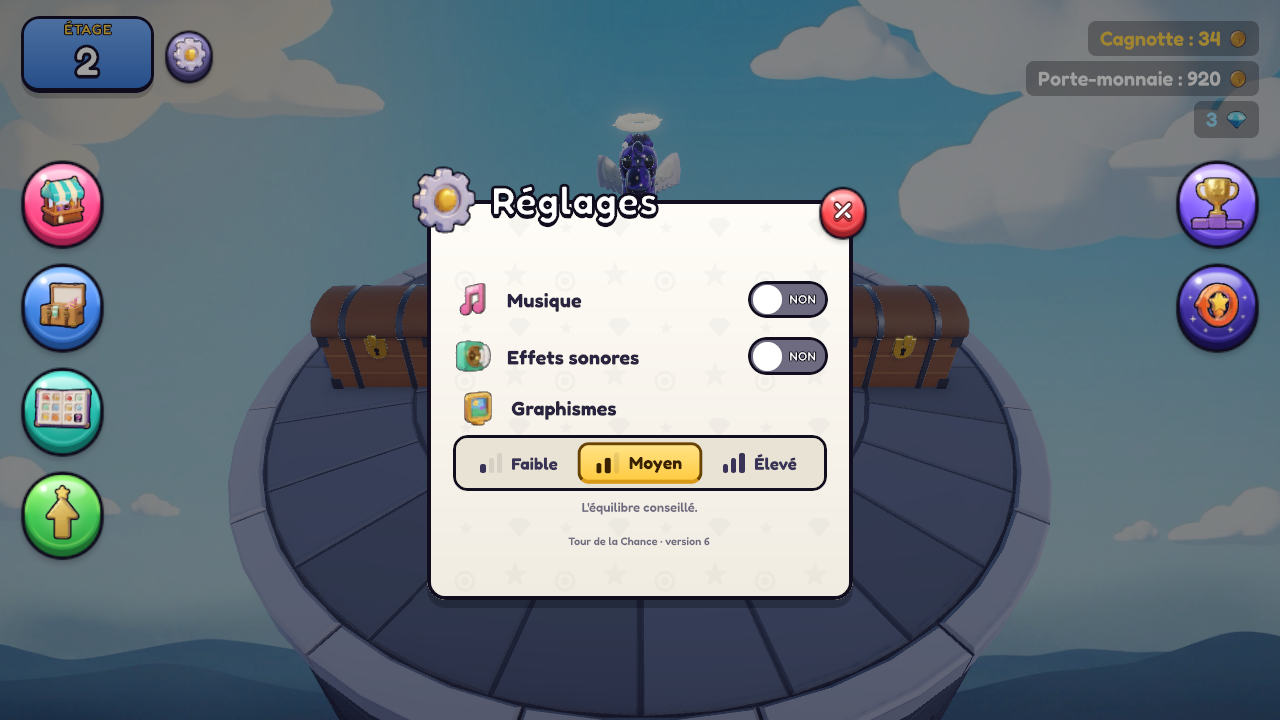 ÉTAGE
2
Cagnotte : 34
Porte-monnaie : 920
3
Réglages
Musique
NON
Effets sonores
NON
Graphismes
Faible
Moyen
Élevé
L'équilibre conseillé.
Tour de la Chance · version 6